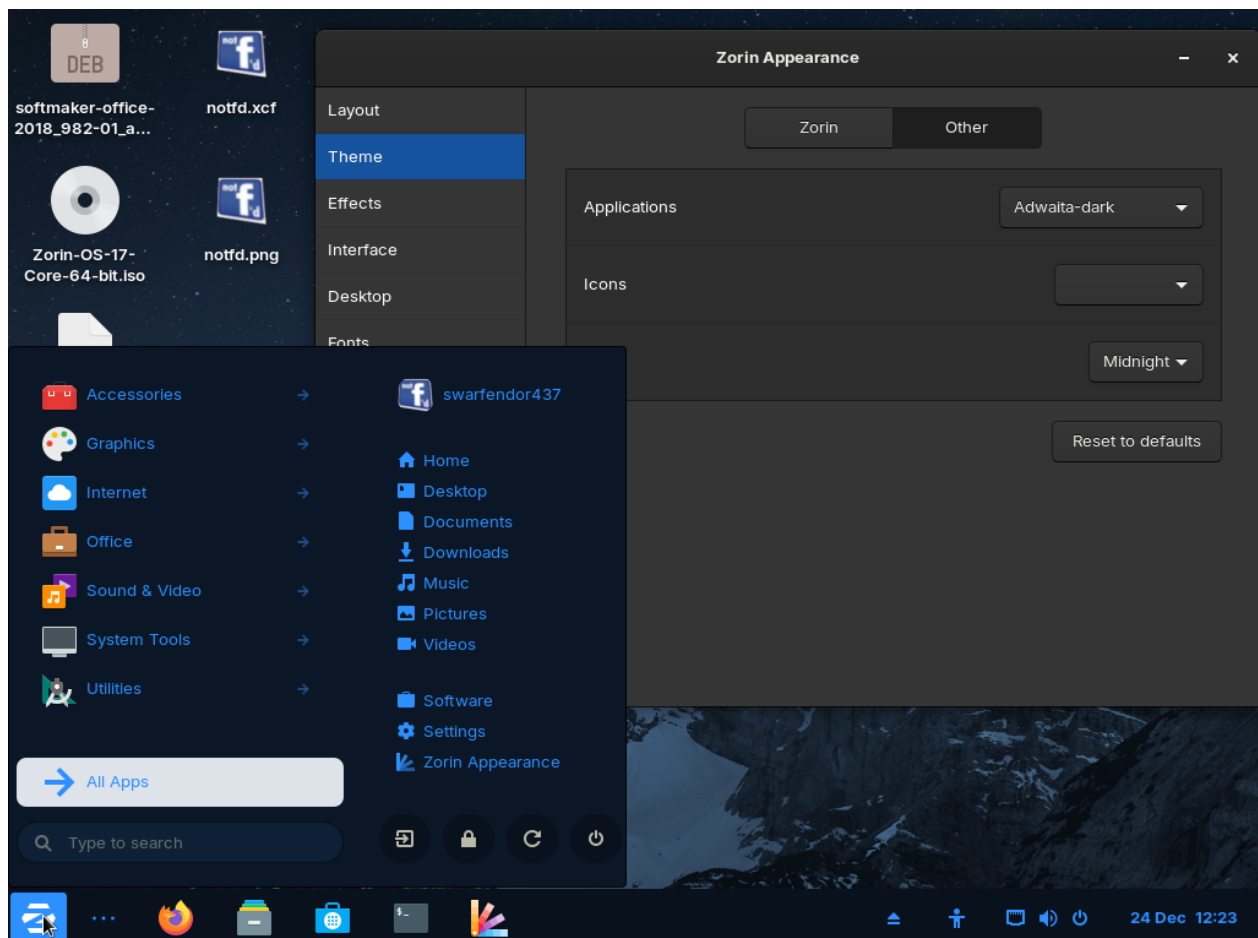 DEB
softmaker-office-
2018_982-01_a...
not
f
'd
notfd.xcf
Zorin-OS-17-
Core-64-bit.iso
not
f
'd
notfd.png
Zorin Appearance
Layout
Theme
Effects
Interface
Desktop
Fonts
Zorin
Other
Applications
Adwaita-dark
Icons
Midnight
Reset to defaults
Accessories
Graphics
Internet
Office
Sound & Video
System Tools
Utilities
All Apps
Type to search
swarfendor437
Home
Desktop
Documents
Downloads
Music
Pictures
Videos
Software
Settings
Zorin Appearance
$_
24 Dec 12:23